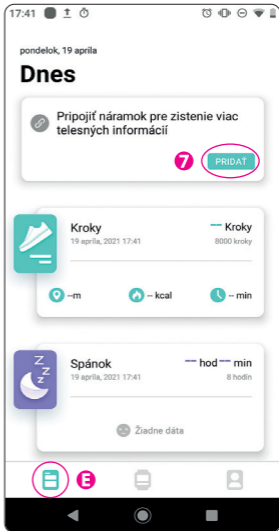 17:41
pondelok, 19 apríla
Dnes
Pripojiť náramok pre zistenie viac
telesných informácií
7 PRIDAŤ
Kroky -- Kroky
19 apríla, 2021 17:41 8000 kroky
--m -- kcal -- min
Spánok -- hod -- min
19 apríla, 2021 17:41 8 hodín
Žiadne dáta
E